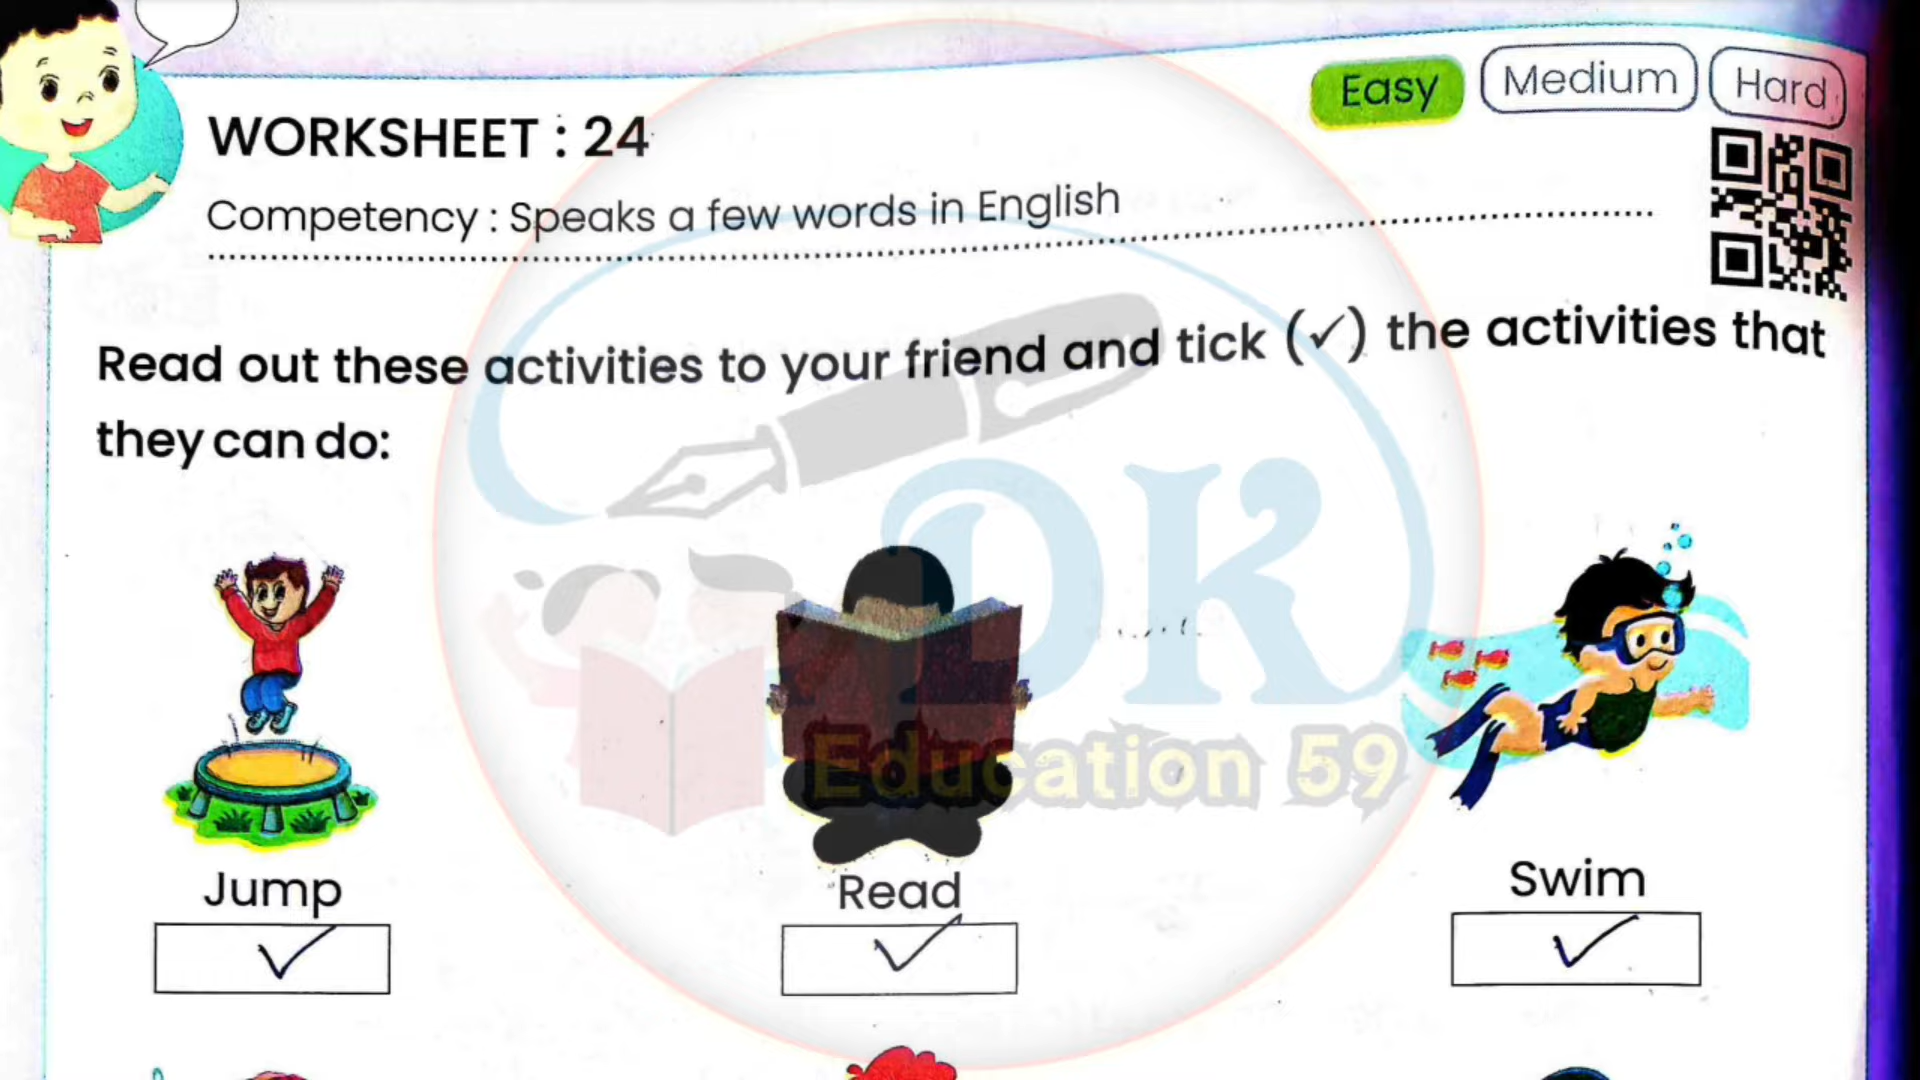 Easy Medium Hard
WORKSHEET : 24
Competency : Speaks a few words in English
Read out these activities to your friend and tick (✓) the activities that
they can do:
DK
Education 59
Jump Read Swim
✓ ✓ ✓